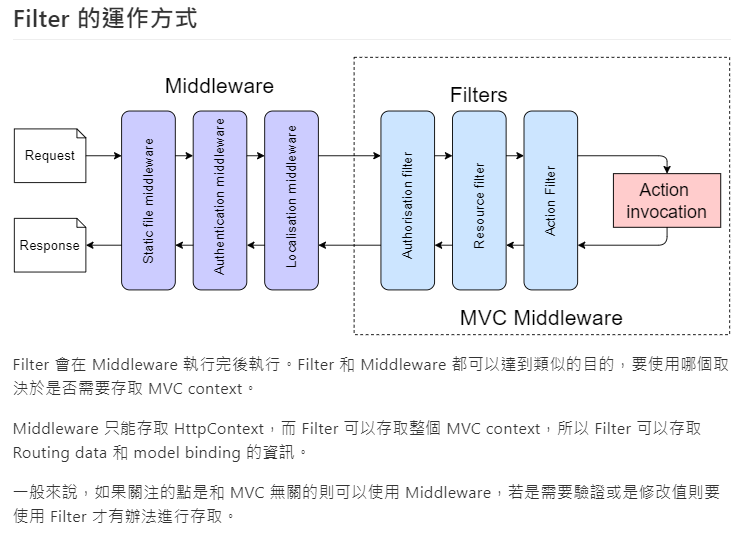 Filter 的運作方式
Middleware
Filters
Request
Response
Static file middleware
Authentication middleware
Localisation middleware
Authorisation filter
Resource filter
Action Filter
Action
invocation
MVC Middleware
Filter 會在 Middleware 執行完後執行。Filter 和 Middleware 都可以達到類似的目的，要使用哪個取
決於是否需要存取 MVC context。
Middleware 只能存取 HttpContext，而 Filter 可以存取整個 MVC context，所以 Filter 可以存取
Routing data 和 model binding 的資訊。
一般來說，如果關注的點是和 MVC 無關的則可以使用 Middleware，若是需要驗證或是修改值則要
使用 Filter 才有辦法進行存取。